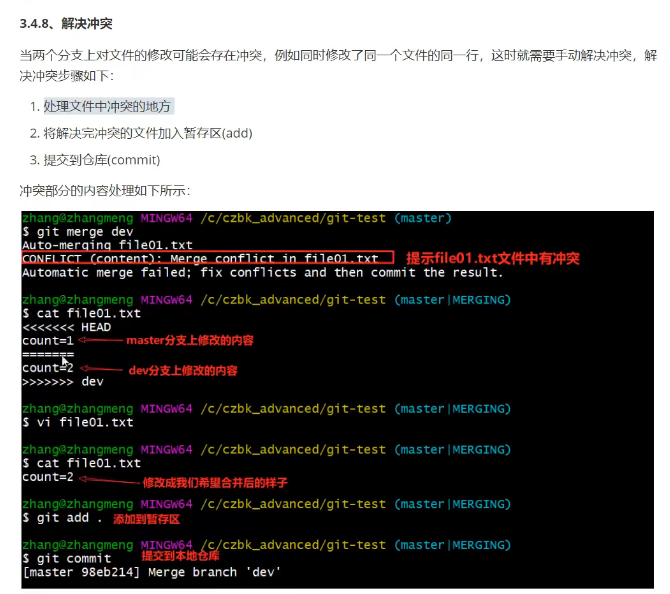 3.4.8、解决冲突
当两个分支上对文件的修改可能会存在冲突，例如同时修改了同一个文件的同一行，这时就需要手动解决冲突，解
决冲突步骤如下：
1. 处理文件中冲突的地方
2. 将解决完冲突的文件加入暂存区(add)
3. 提交到仓库(commit)
冲突部分的内容处理如下所示：
zhang@zhangmeng MINGW64 /c/czbk_advanced/git-test (master)
$ git merge dev
Auto-merging file01.txt
CONFLICT (content): Merge conflict in file01.txt 提示file01.txt文件中有冲突
Automatic merge failed; fix conflicts and then commit the result.
zhang@zhangmeng MINGW64 /c/czbk_advanced/git-test (master|MERGING)
$ cat file01.txt
<<<<<<< HEAD
count=1 master分支上修改的内容
=======
count=2 dev分支上修改的内容
>>>>>>> dev
zhang@zhangmeng MINGW64 /c/czbk_advanced/git-test (master|MERGING)
$ vi file01.txt
zhang@zhangmeng MINGW64 /c/czbk_advanced/git-test (master|MERGING)
$ cat file01.txt
count=2 修改成我们希望合并后的样子
zhang@zhangmeng MINGW64 /c/czbk_advanced/git-test (master|MERGING)
$ git add . 添加到暂存区
zhang@zhangmeng MINGW64 /c/czbk_advanced/git-test (master|MERGING)
$ git commit 提交到本地仓库
[master 98eb214] Merge branch 'dev'